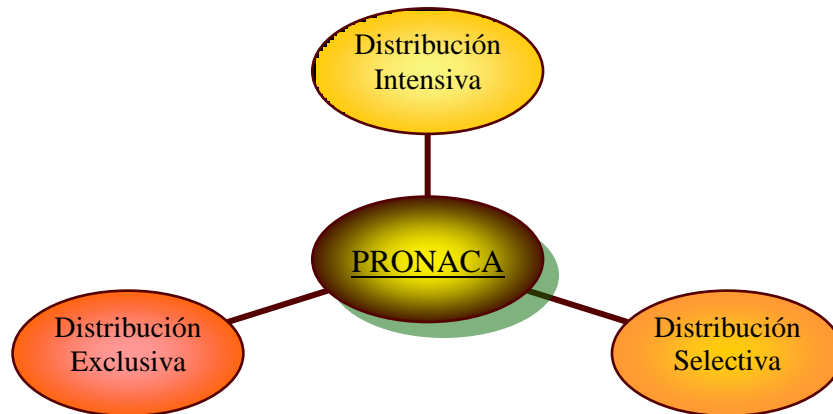 Distribución
Intensiva
PRONACA
Distribución
Exclusiva
Distribución
Selectiva